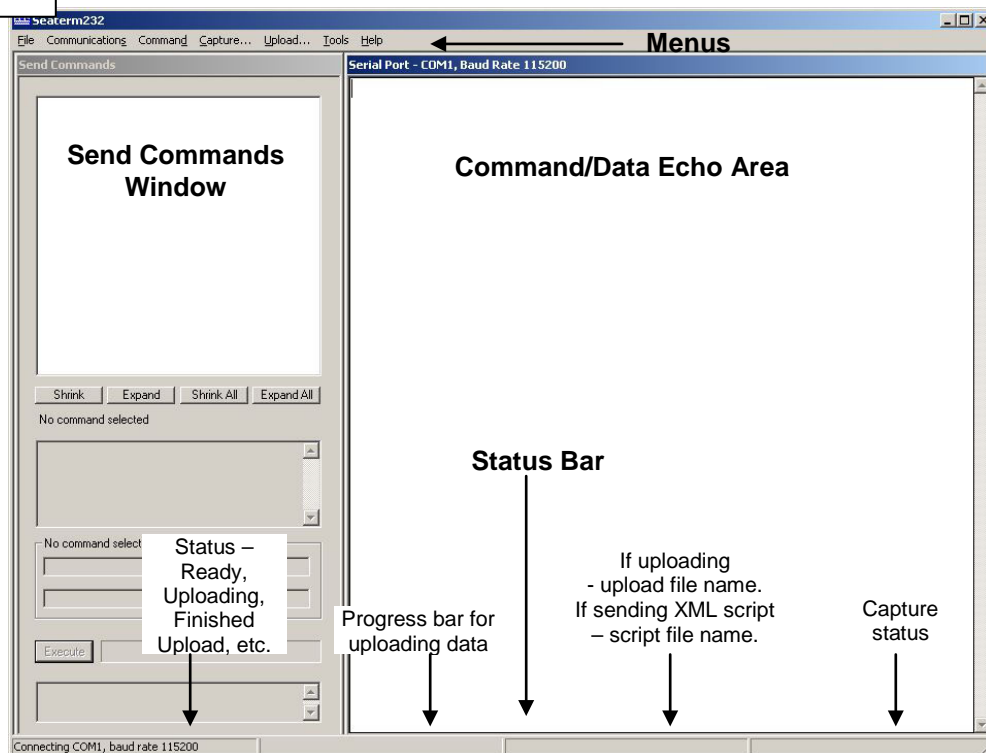 Seaterm232
File Communications Command Capture... Upload... Tools Help
Menus
Send Commands
Serial Port - COM1, Baud Rate 115200
Send Commands
Window
Command/Data Echo Area
Shrink Expand Shrink All Expand All
No command selected
Status Bar
No command select
Status –
Ready,
Uploading,
Finished
Upload, etc.
Progress bar for
uploading data
If uploading
- upload file name.
If sending XML script
– script file name.
Capture
status
Execute
Connecting COM1, baud rate 115200